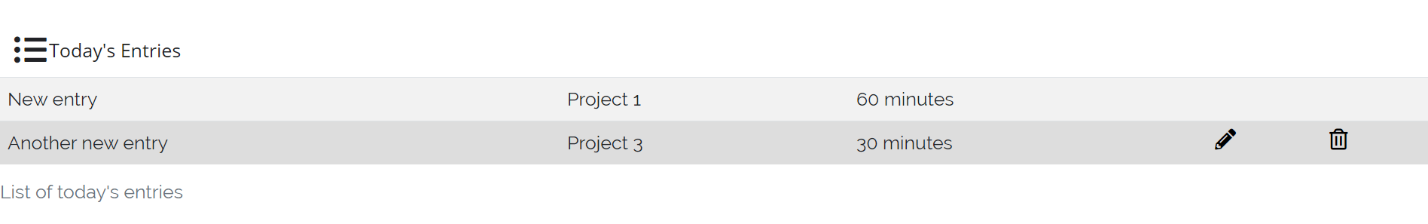 Today's Entries
New entry Project 1 60 minutes
Another new entry Project 3 30 minutes
List of today's entries